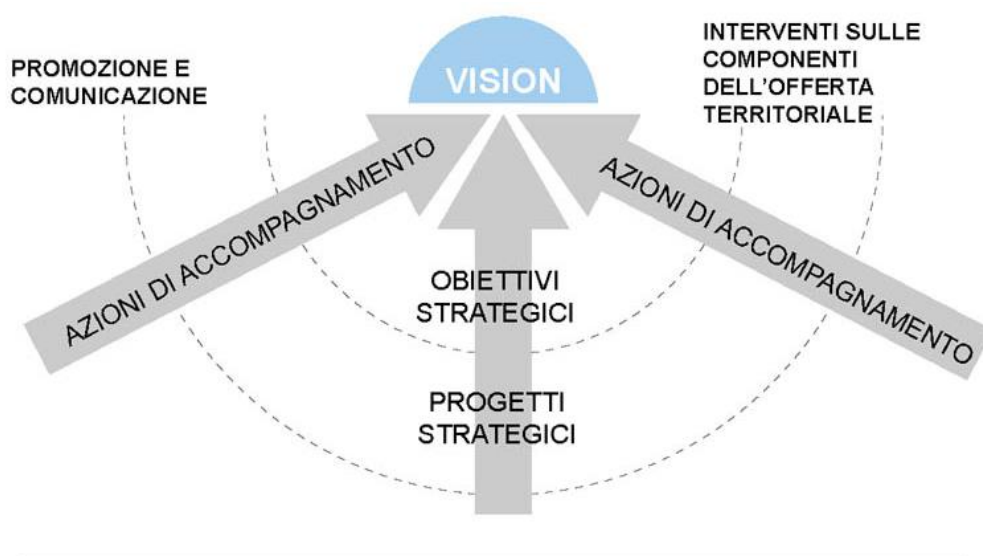 PROMOZIONE E
COMUNICAZIONE
VISION
INTERVENTI SULLE
COMPONENTI
DELL'OFFERTA
TERRITORIALE
AZIONI DI ACCOMPAGNAMENTO
AZIONI DI ACCOMPAGNAMENTO
OBIETTIVI
STRATEGICI
PROGETTI
STRATEGICI